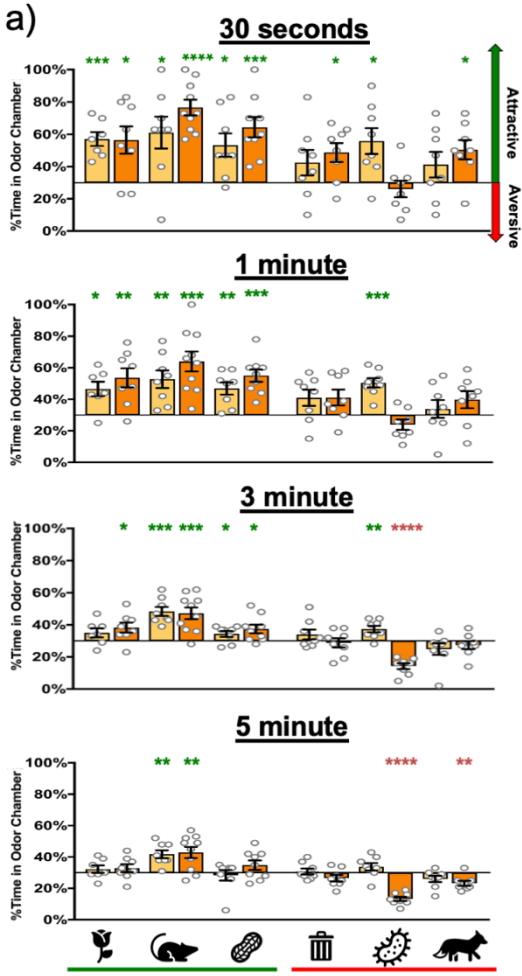 a)
30 seconds
*** * * **** * *** * * *
100%
80%
60%
40%
20%
0%
%Time in Odor Chamber
Attractive
Aversive
1 minute
* ** ** *** ** *** ***
100%
80%
60%
40%
20%
0%
%Time in Odor Chamber
3 minute
* *** *** * * ** ****
100%
80%
60%
40%
20%
0%
%Time in Odor Chamber
5 minute
** ** **** **
100%
80%
60%
40%
20%
0%
%Time in Odor Chamber